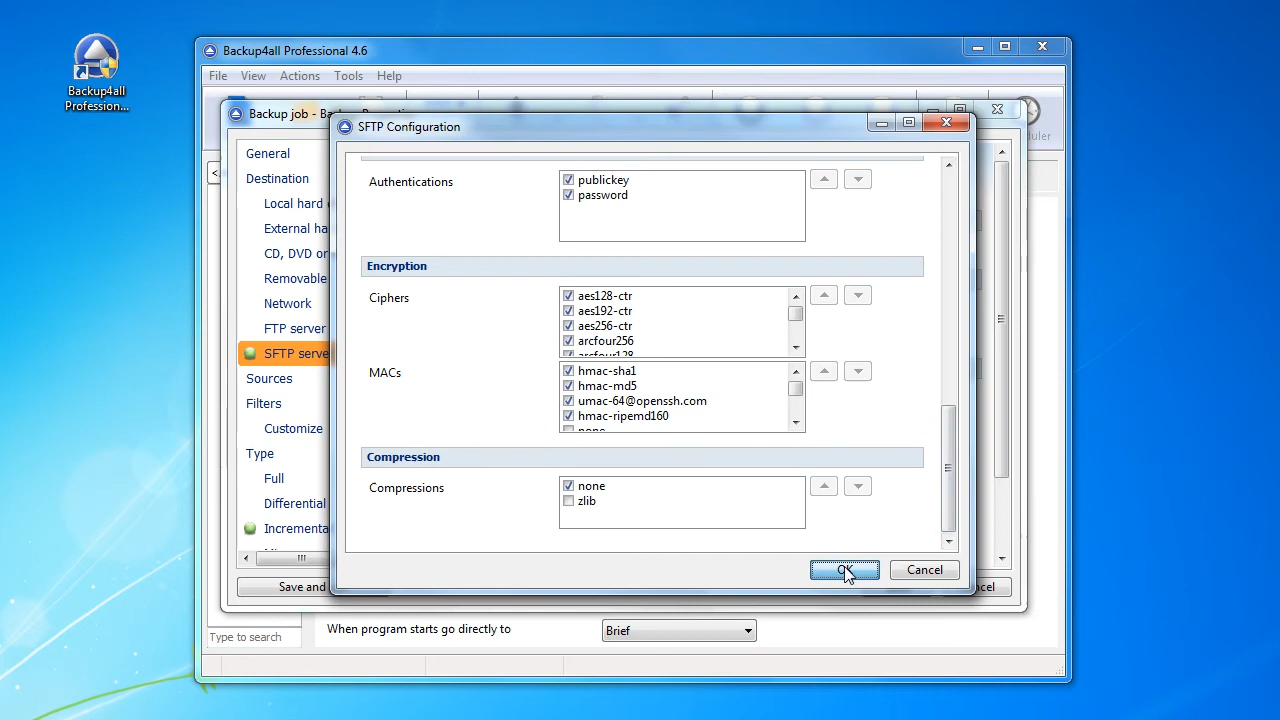 Backup4all
Profession...
Backup4all Professional 4.6
File View Actions Tools Help
Backup job -
SFTP Configuration
General
Destination
Local hard
External ha
CD, DVD or
Removable
Network
FTP server
SFTP serve
Sources
Filters
Customize
Type
Full
Differential
Incrementa
Authentications
publickey
password
Encryption
Ciphers
aes128-ctr
aes192-ctr
aes256-ctr
arcfour256
arcfour128
MACs
hmac-sha1
hmac-md5
umac-64@openssh.com
hmac-ripemd160
none
Compression
Compressions
none
zlib
OK
Cancel
Save and
ncel
Type to search
When program starts go directly to
Brief